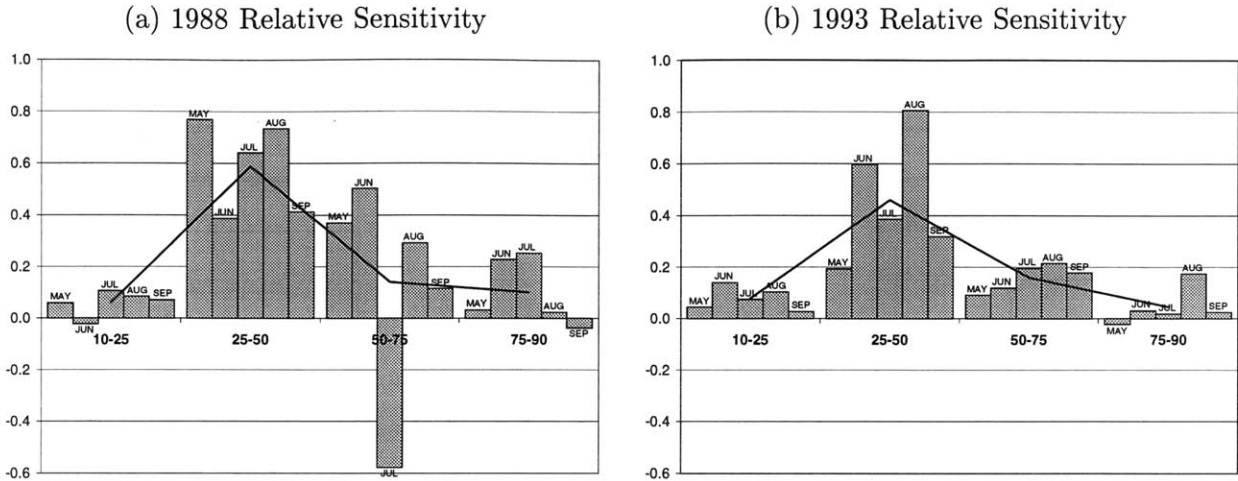 (a) 1988 Relative Sensitivity
1.0
0.8
0.6
0.4
0.2
0.0
-0.2
-0.4
-0.6
MAY
JUN
JUL
AUG
SEP
10-25
MAY
JUN
JUL
AUG
SEP
25-50
MAY
JUN
JUL
AUG
SEP
50-75
MAY
JUN
JUL
AUG
SEP
75-90
(b) 1993 Relative Sensitivity
1.0
0.8
0.6
0.4
0.2
0.0
-0.2
-0.4
-0.6
MAY
JUN
JUL
AUG
SEP
10-25
MAY
JUN
JUL
AUG
SEP
25-50
MAY
JUN
JUL
AUG
SEP
50-75
MAY
JUN
JUL
AUG
SEP
75-90